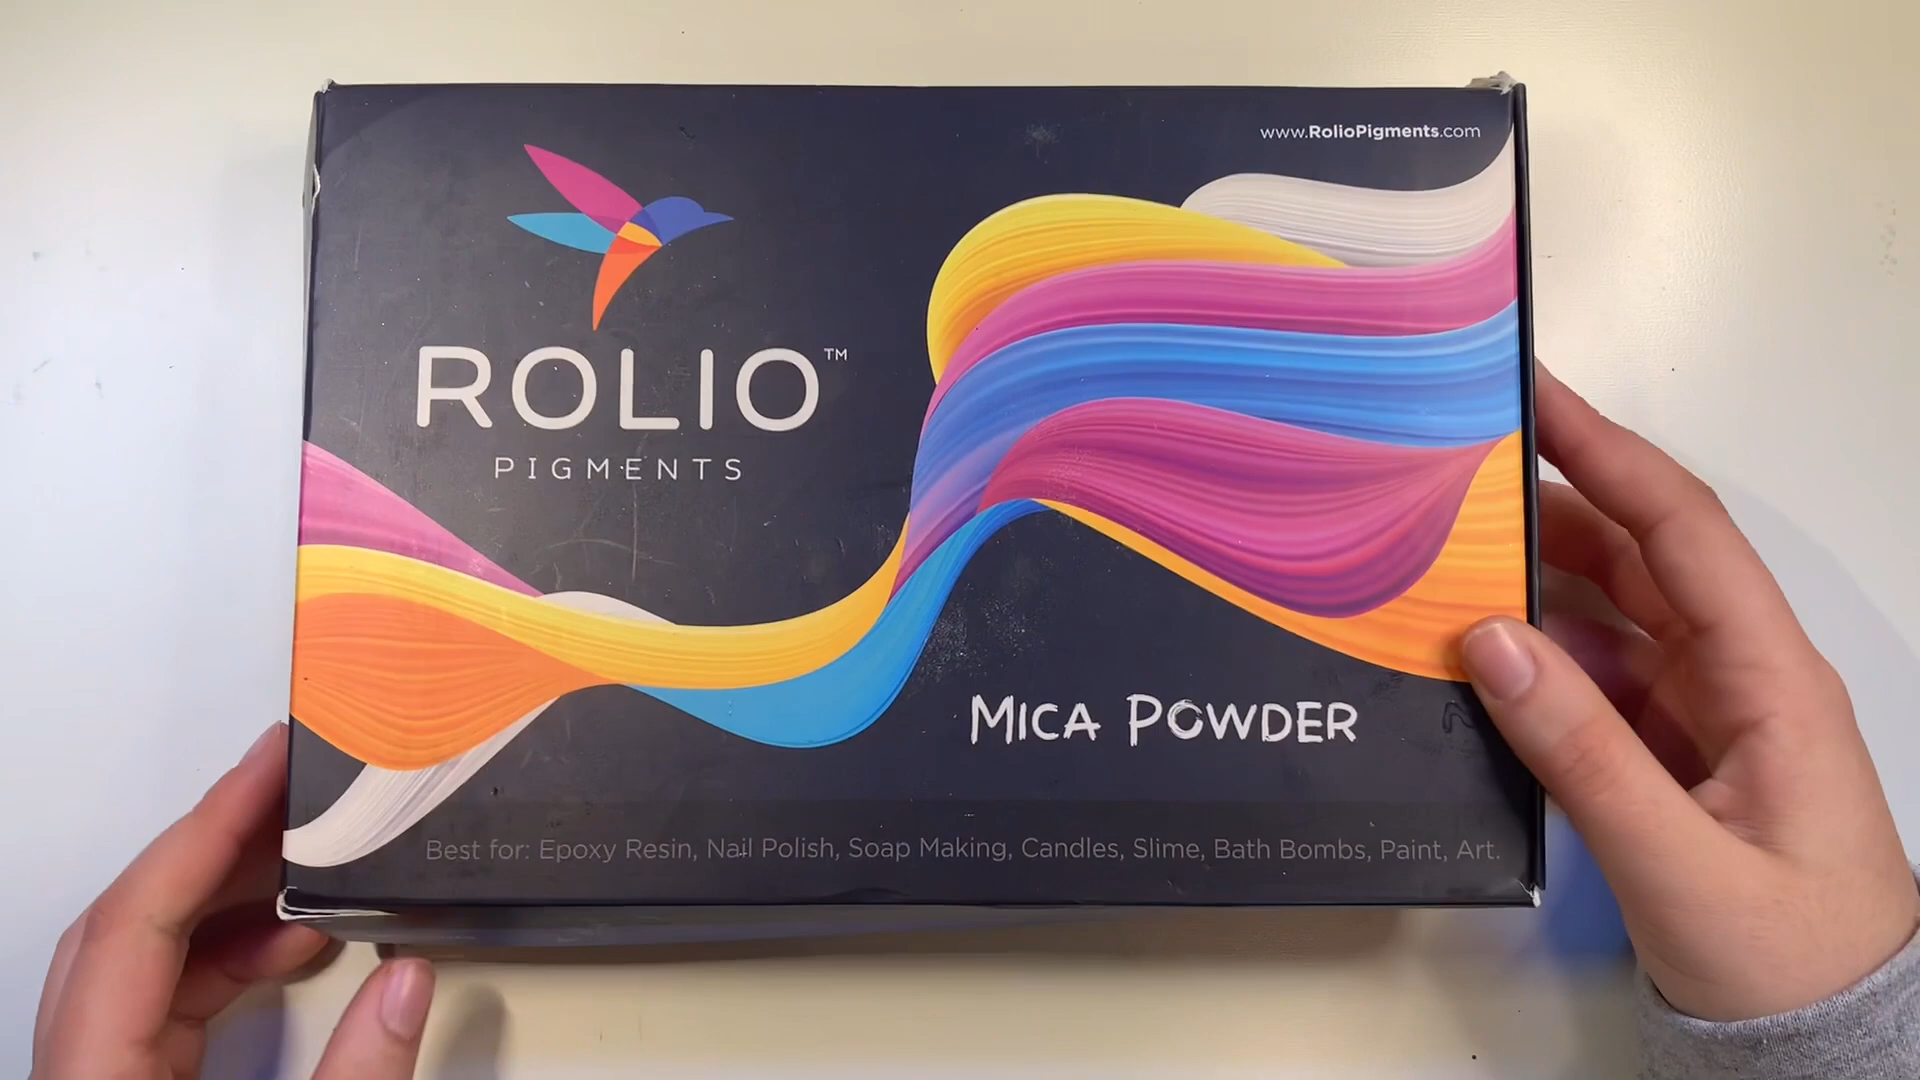 www.RolioPigments.com
ROLIO™
PIGMENTS
MICA POWDER
Best for: Epoxy Resin, Nail Polish, Soap Making, Candles, Slime, Bath Bombs, Paint, Art.